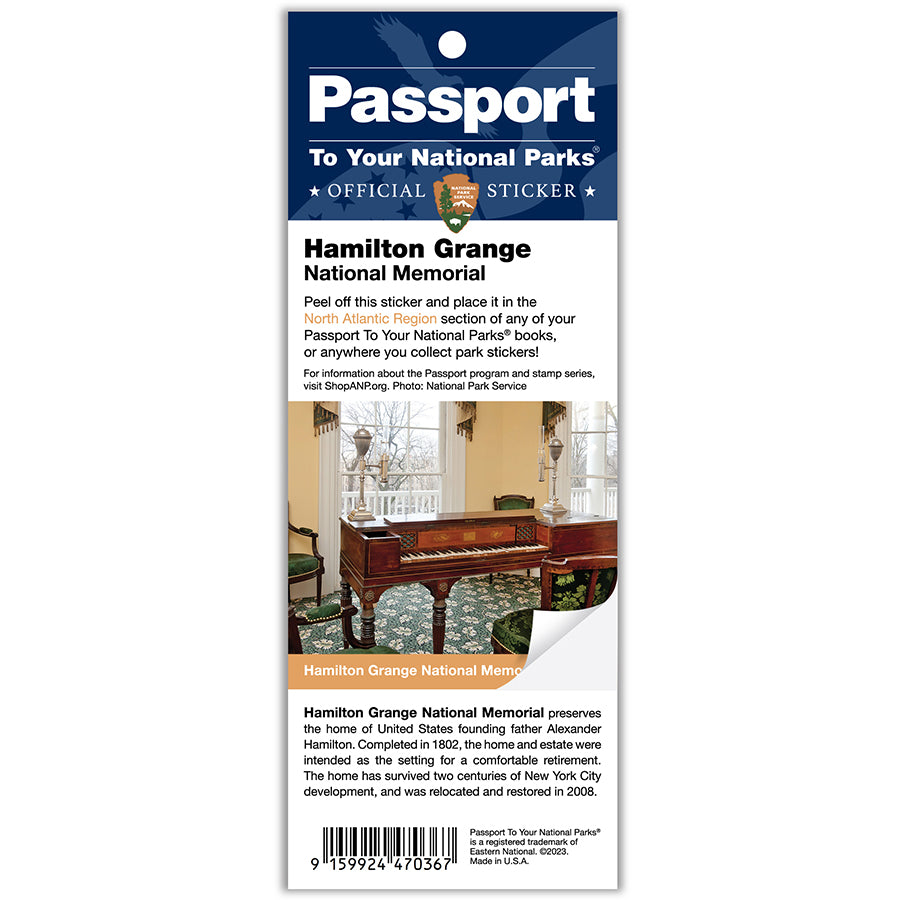 Passport
To Your National Parks®
★ OFFICIAL STICKER ★
NATIONAL
PARK
SERVICE
Hamilton Grange
National Memorial
Peel off this sticker and place it in the
North Atlantic Region section of any of your
Passport To Your National Parks® books,
or anywhere you collect park stickers!
For information about the Passport program and stamp series,
visit ShopANP.org. Photo: National Park Service
Hamilton Grange National Memo
Hamilton Grange National Memorial preserves
the home of United States founding father Alexander
Hamilton. Completed in 1802, the home and estate were
intended as the setting for a comfortable retirement.
The home has survived two centuries of New York City
development, and was relocated and restored in 2008.
9 159924 470367
Passport To Your National Parks®
is a registered trademark of
Eastern National. ©2023.
Made in U.S.A.